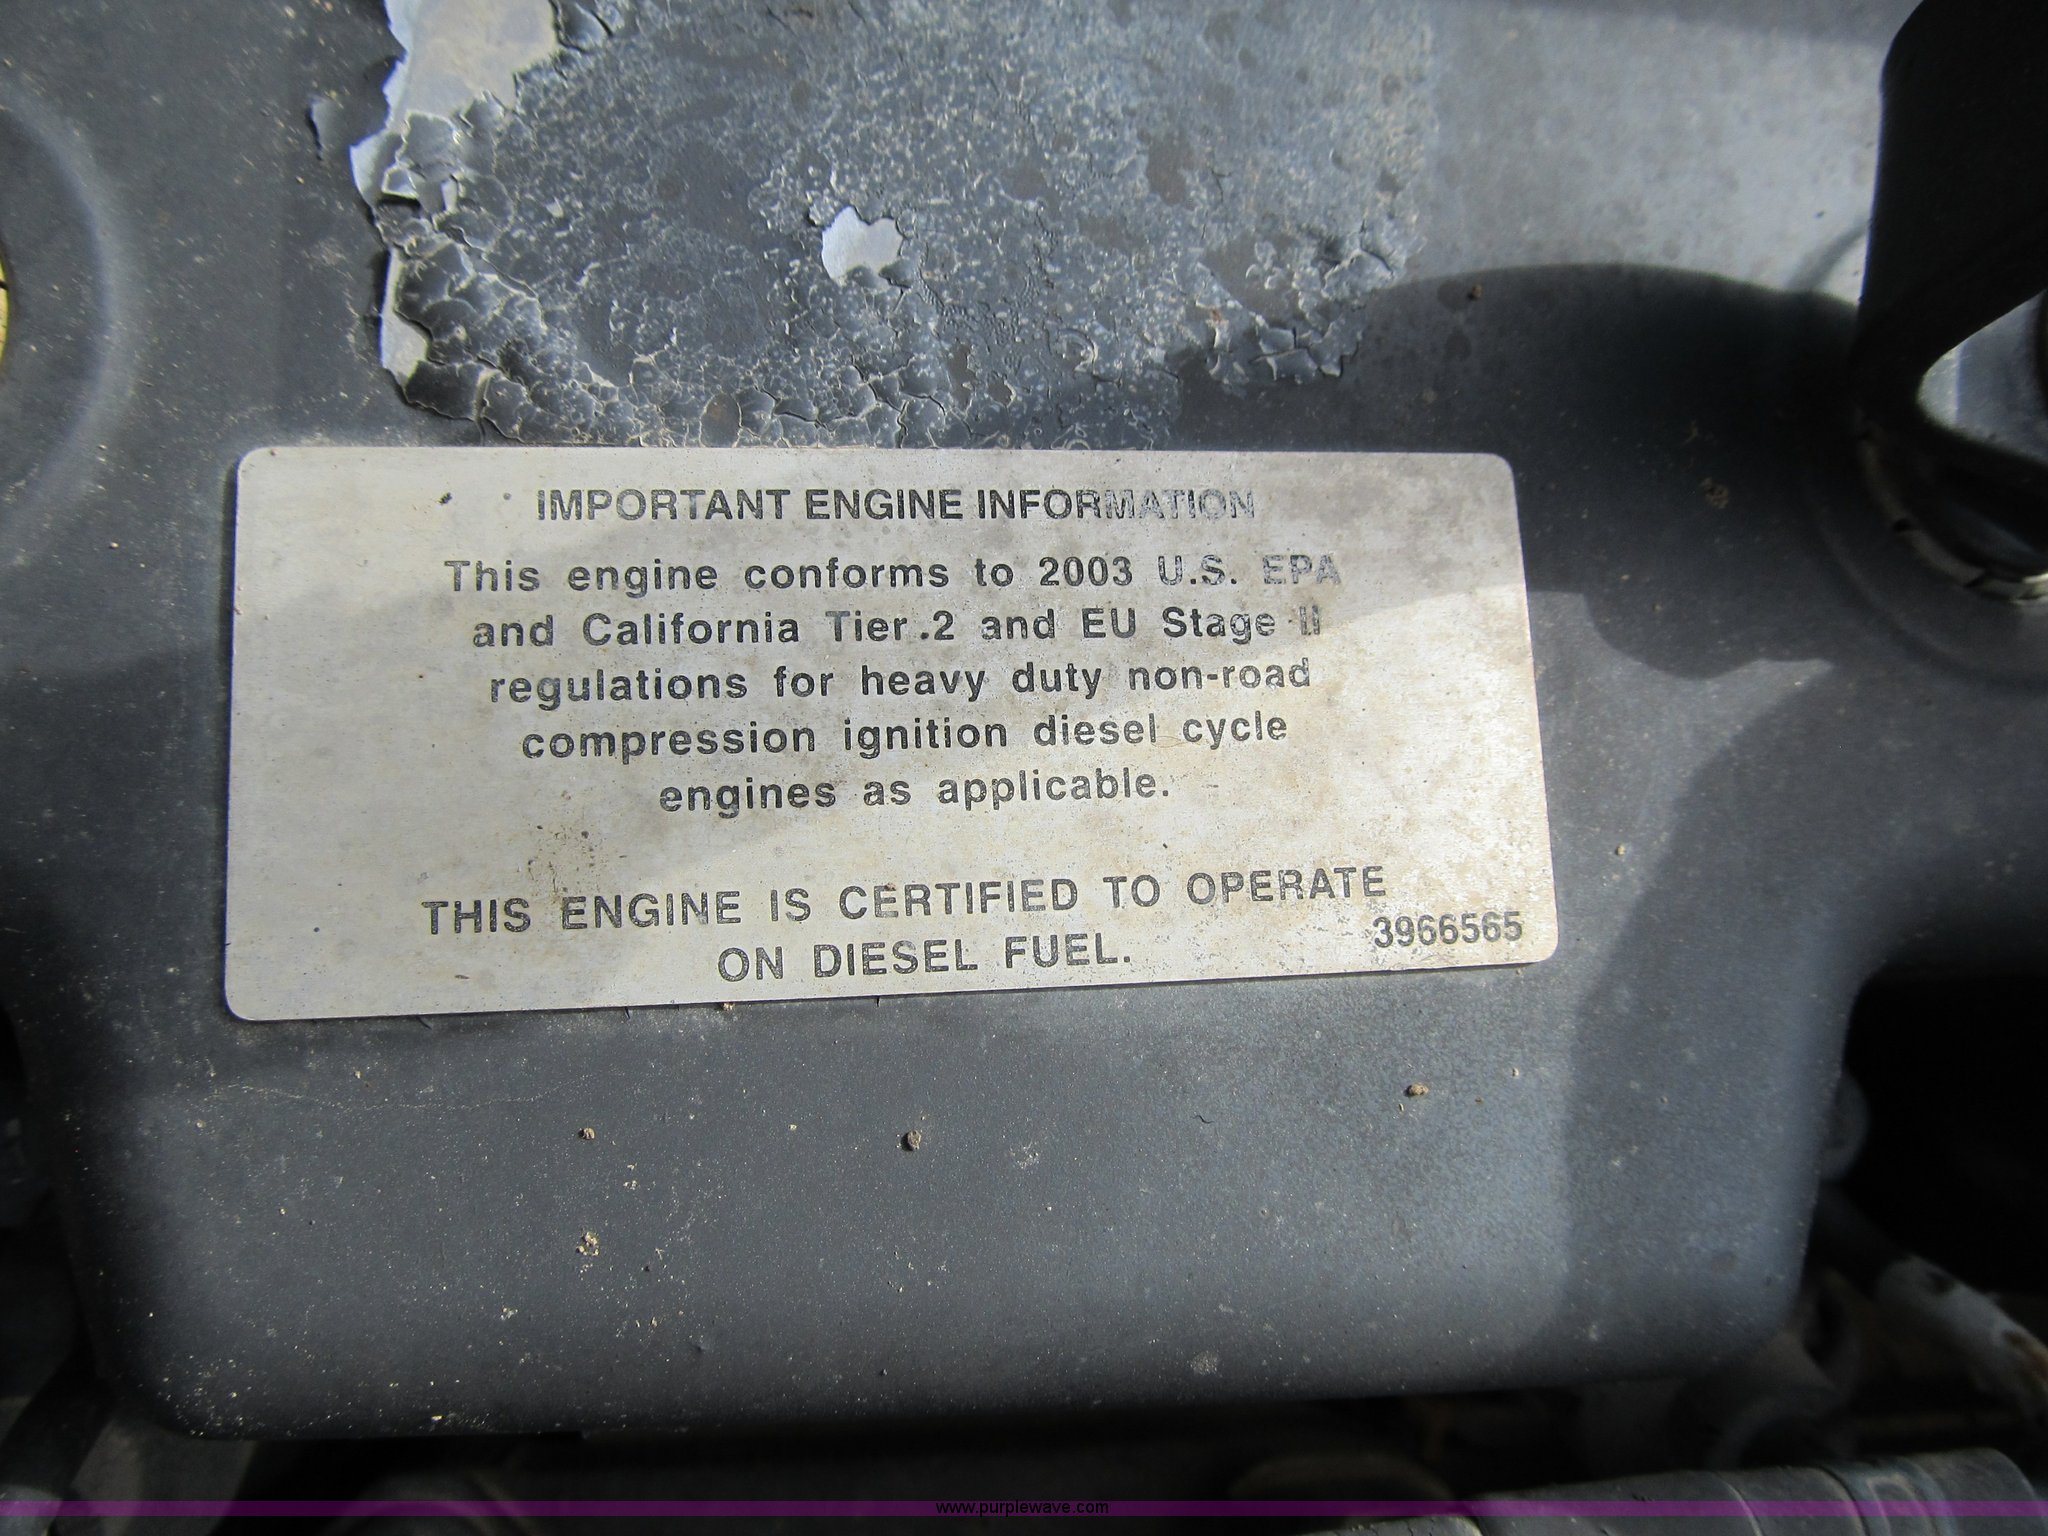 IMPORTANT ENGINE INFORMATION
This engine conforms to 2003 U.S. EPA
and California Tier 2 and EU Stage II
regulations for heavy duty non-road
compression ignition diesel cycle
engines as applicable.
THIS ENGINE IS CERTIFIED TO OPERATE
ON DIESEL FUEL.
3966565
www.purplewave.com